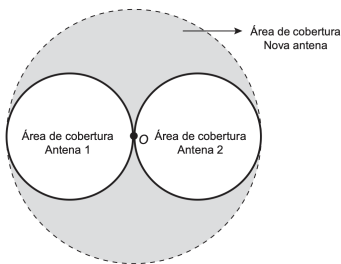 Área de cobertura
Nova antena
Área de cobertura
Antena 1
O
Área de cobertura
Antena 2